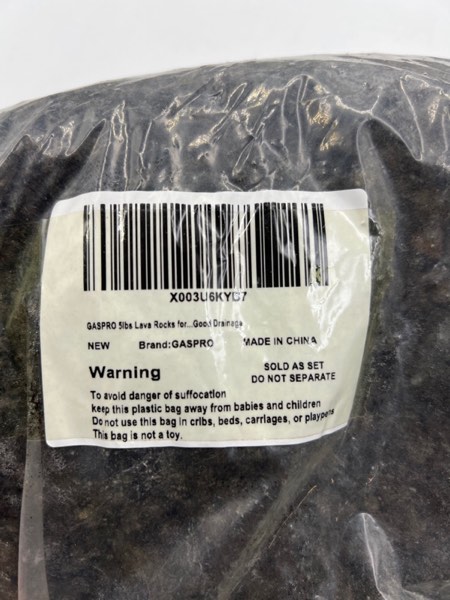 X003U6KYD7
GASPRO 5lbs Lava Rocks for...Good Drainage
NEW Brand:GASPRO MADE IN CHINA
Warning
SOLD AS SET
DO NOT SEPARATE
To avoid danger of suffocation
keep this plastic bag away from babies and children
Do not use this bag in cribs, beds, carriages, or playpens
This bag is not a toy.